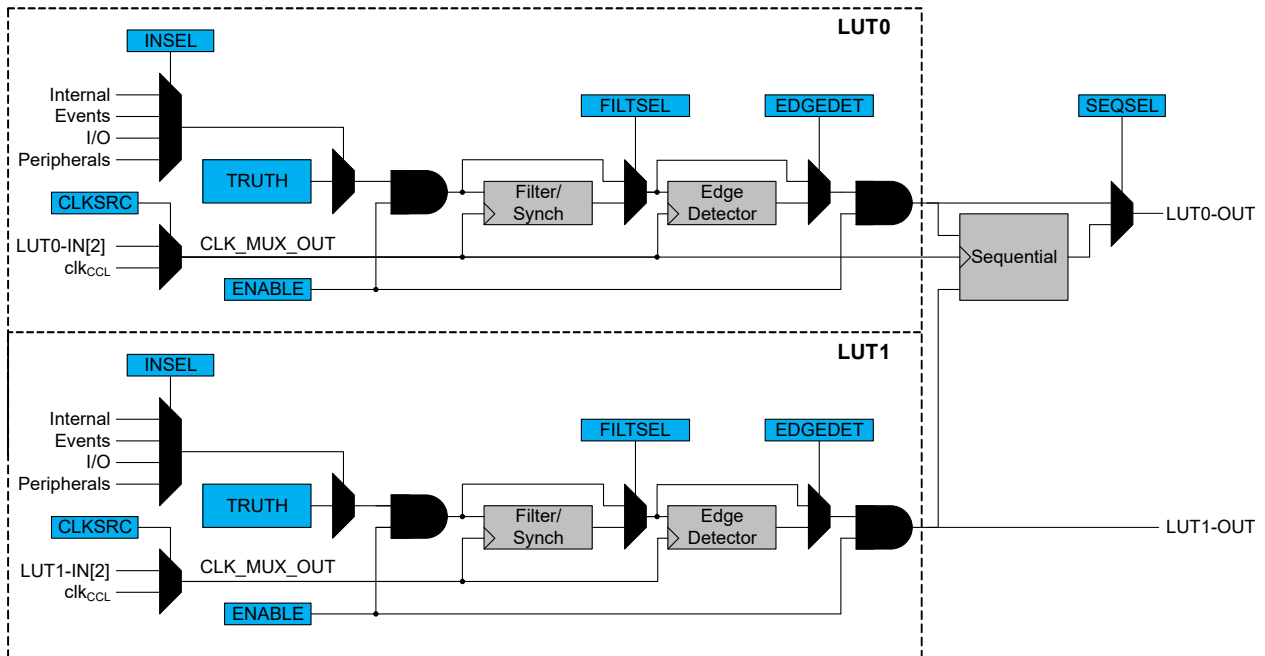 LUT0
INSEL
Internal
Events
I/O
Peripherals
FILTSEL
EDGEDET
SEQSEL
TRUTH
Filter/
Synch
Edge
Detector
CLKSRC
LUT0-IN[2]
clkCCL
CLK_MUX_OUT
ENABLE
Sequential
LUT0-OUT
LUT1
INSEL
Internal
Events
I/O
Peripherals
FILTSEL
EDGEDET
TRUTH
Filter/
Synch
Edge
Detector
CLKSRC
LUT1-IN[2]
clkCCL
CLK_MUX_OUT
ENABLE
LUT1-OUT